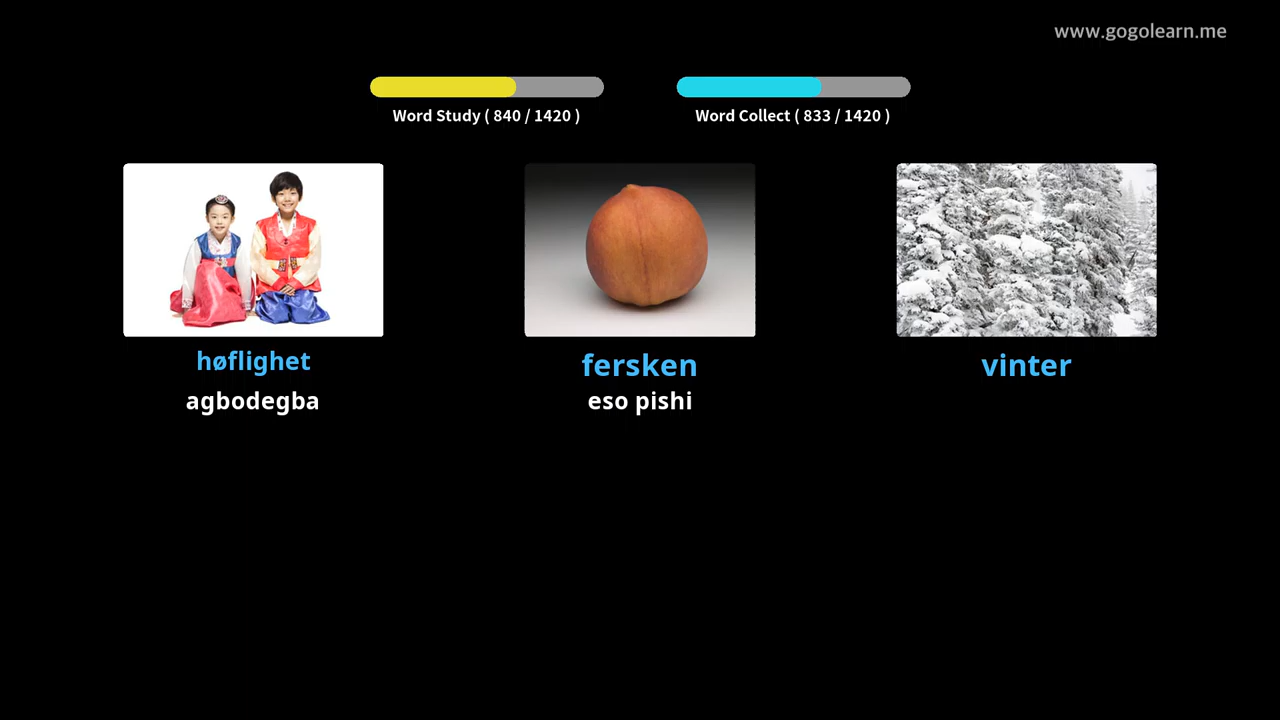 www.gogolearn.me
Word Study ( 840 / 1420 )
Word Collect ( 833 / 1420 )
høflighet
fersken
vinter
agbodegba
eso pishi